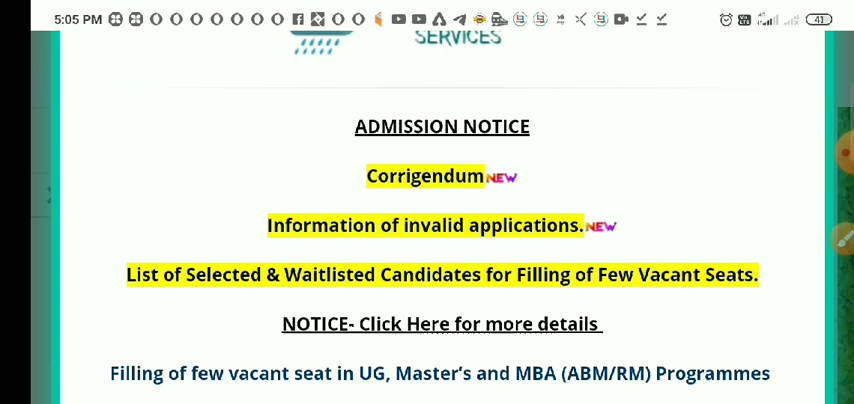 5:05 PM
41
SERVICES
ADMISSION NOTICE
Corrigendum NEW
Information of invalid applications. NEW
List of Selected & Waitlisted Candidates for Filling of Few Vacant Seats.
NOTICE- Click Here for more details
Filling of few vacant seat in UG, Master's and MBA (ABM/RM) Programmes